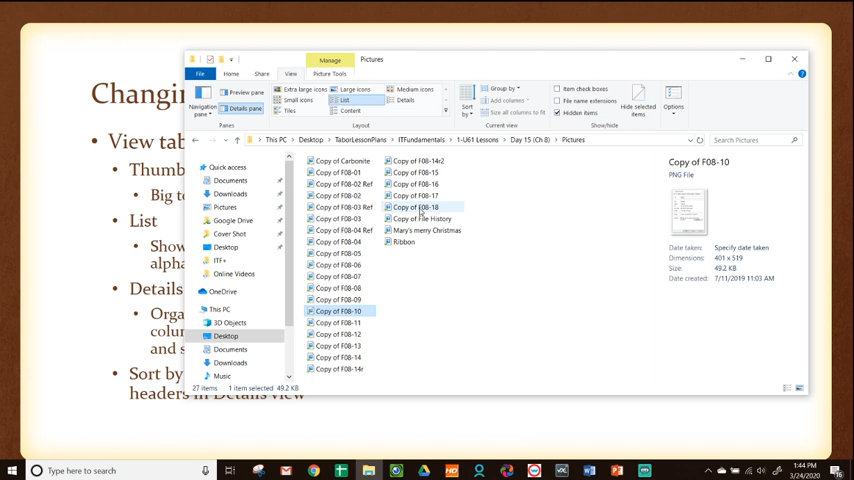 Changin
• View tab
• Thumb
• Big to
• List
• Show
alpha
• Details
• Orga
colum
and s
• Sort by
headers in Details view
Manage
Pictures
File
Home
Share
View
Picture Tools
Navigation pane
Preview pane
Details pane
Panes
Extra large icons
Large icons
Medium icons
Small icons
List
Details
Tiles
Content
Layout
Sort by
Group by
Add columns
Size all columns to fit
Current view
Item check boxes
File name extensions
Hidden items
Hide selected items
Show/hide
Options
This PC > Desktop > TaborLessonPlans > ITFundamentals > 1-U61 Lessons > Day 15 (Ch 8) > Pictures
Search Pictures
Quick access
Documents
Downloads
Pictures
Google Drive
Cover Shot
Desktop
ITF+
Online Videos
OneDrive
This PC
3D Objects
Desktop
Documents
Downloads
Music
Copy of Carbonite
Copy of F08-01
Copy of F08-02 Ref
Copy of F08-02
Copy of F08-03 Ref
Copy of F08-03
Copy of F08-04 Ref
Copy of F08-04
Copy of F08-05
Copy of F08-06
Copy of F08-07
Copy of F08-08
Copy of F08-09
Copy of F08-10
Copy of F08-11
Copy of F08-12
Copy of F08-13
Copy of F08-14
Copy of F08-14r
Copy of F08-14r2
Copy of F08-15
Copy of F08-16
Copy of F08-17
Copy of F08-18
Copy of File History
Mary's merry Christmas
Ribbon
Copy of F08-10
PNG File
Date taken: Specify date taken
Dimensions: 401 x 519
Size: 49.2 KB
Date created: 7/11/2019 11:03 AM
27 items
1 item selected 49.2 KB
Type here to search
HD
1:44 PM
3/24/2020
16